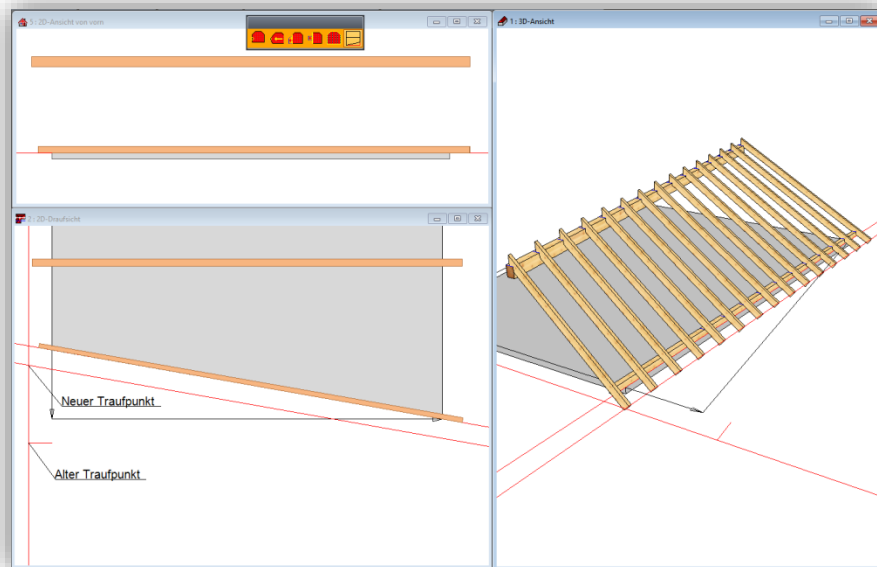 5 : 2D-Ansicht von vorn
1 : 3D-Ansicht
2 : 2D-Draufsicht
Neuer Traufpunkt
Alter Traufpunkt